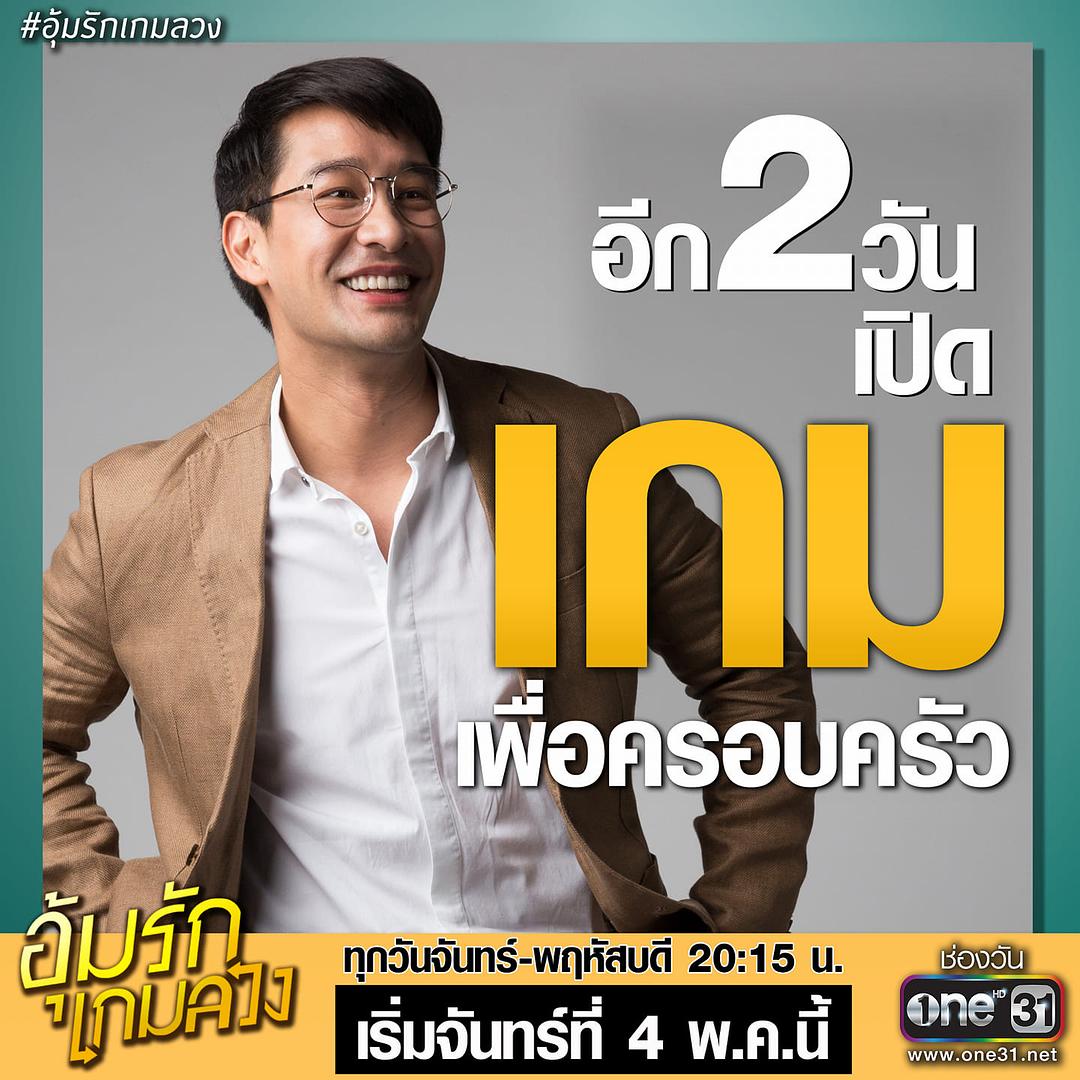 #อุ้มรักเกมลวง
อีก 2 วัน
เปิด
เกม
เพื่อครอบครัว
อุ้มรัก
เกมลวง
ทุกวันจันทร์-พฤหัสบดี 20:15 น.
เริ่มจันทร์ที่ 4 พ.ค.นี้
ช่องวัน
one HD 31
www.one31.net